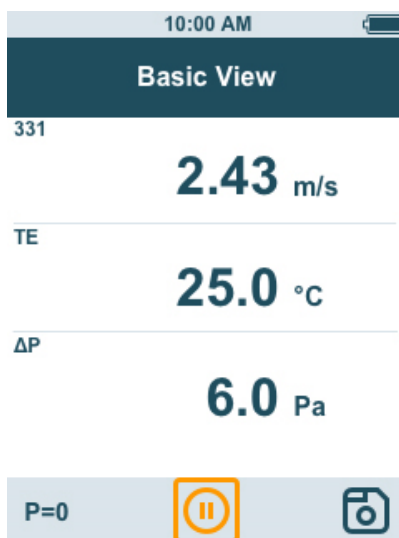 10:00 AM
Basic View
331
2.43 m/s
TE
25.0 °C
ΔP
6.0 Pa
P=0